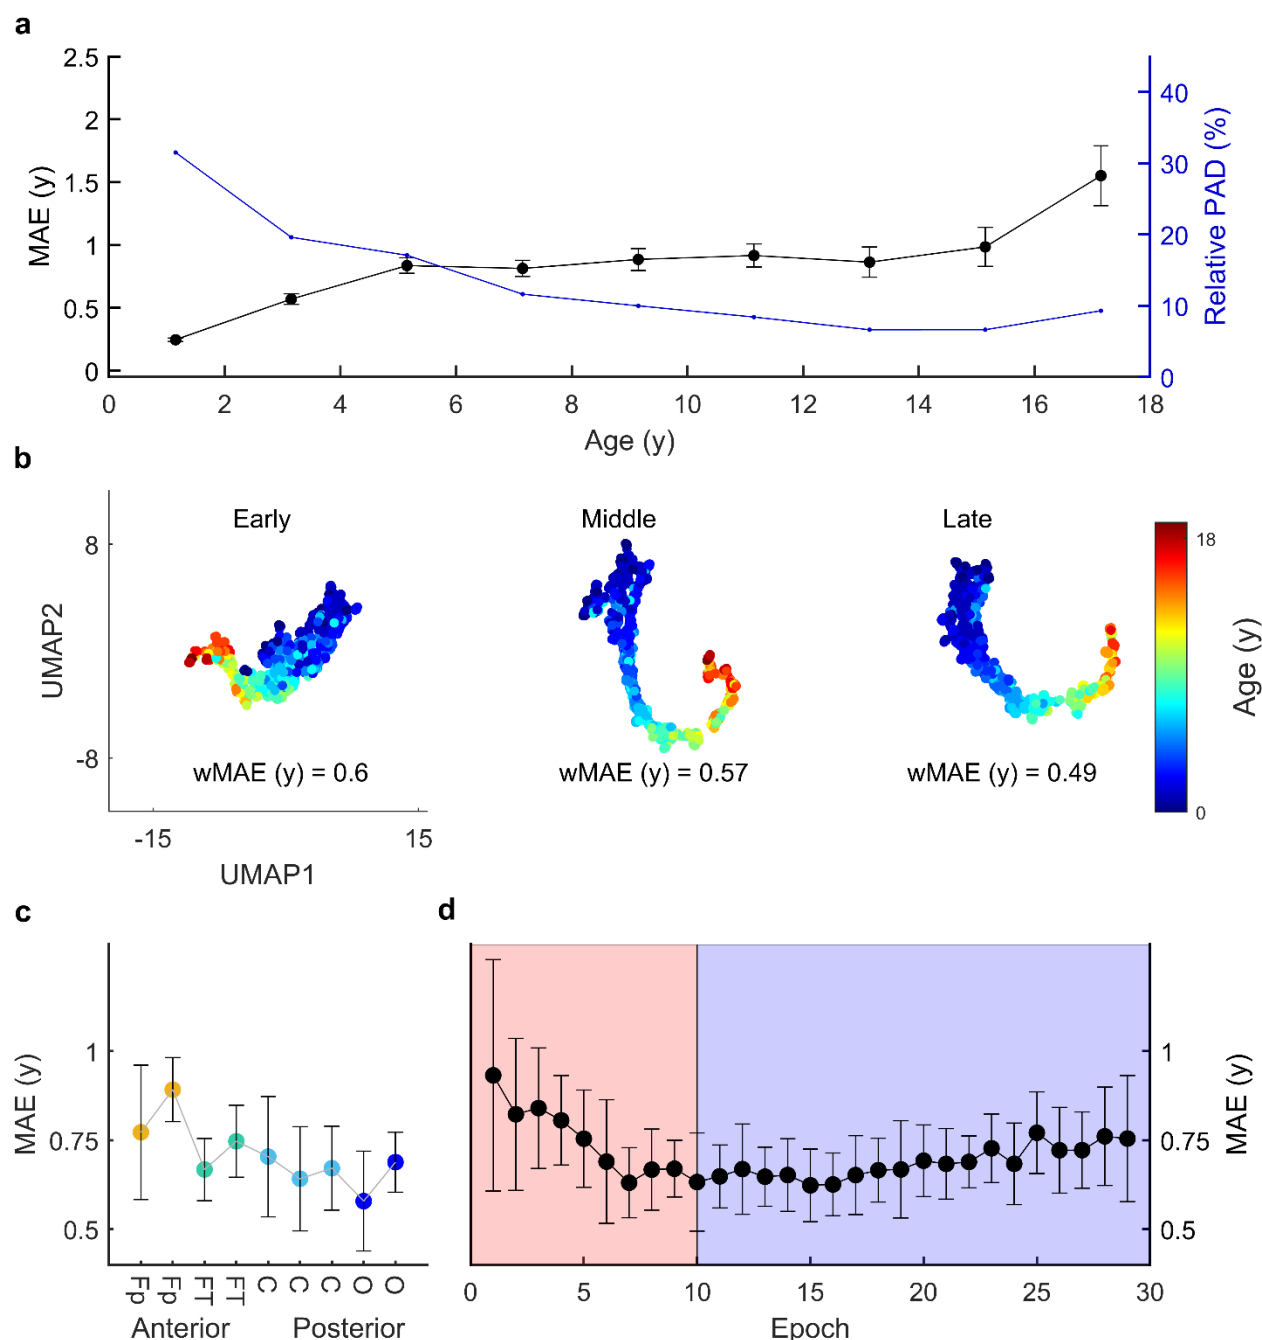 a
2.5
2
1.5
1
0.5
0
MAE (y)
40
30
20
10
0
Relative PAD (%)
0 2 4 6 8 10 12 14 16 18
Age (y)
b
Early Middle Late
8
-8
UMAP2
wMAE (y) = 0.6 wMAE (y) = 0.57 wMAE (y) = 0.49
-15 15
UMAP1
18
0
Age (y)
c
1
0.75
0.5
MAE (y)
Fp Fp FT FT C C C O O
Anterior Posterior
d
1
0.75
0.5
MAE (y)
0 5 10 15 20 25 30
Epoch